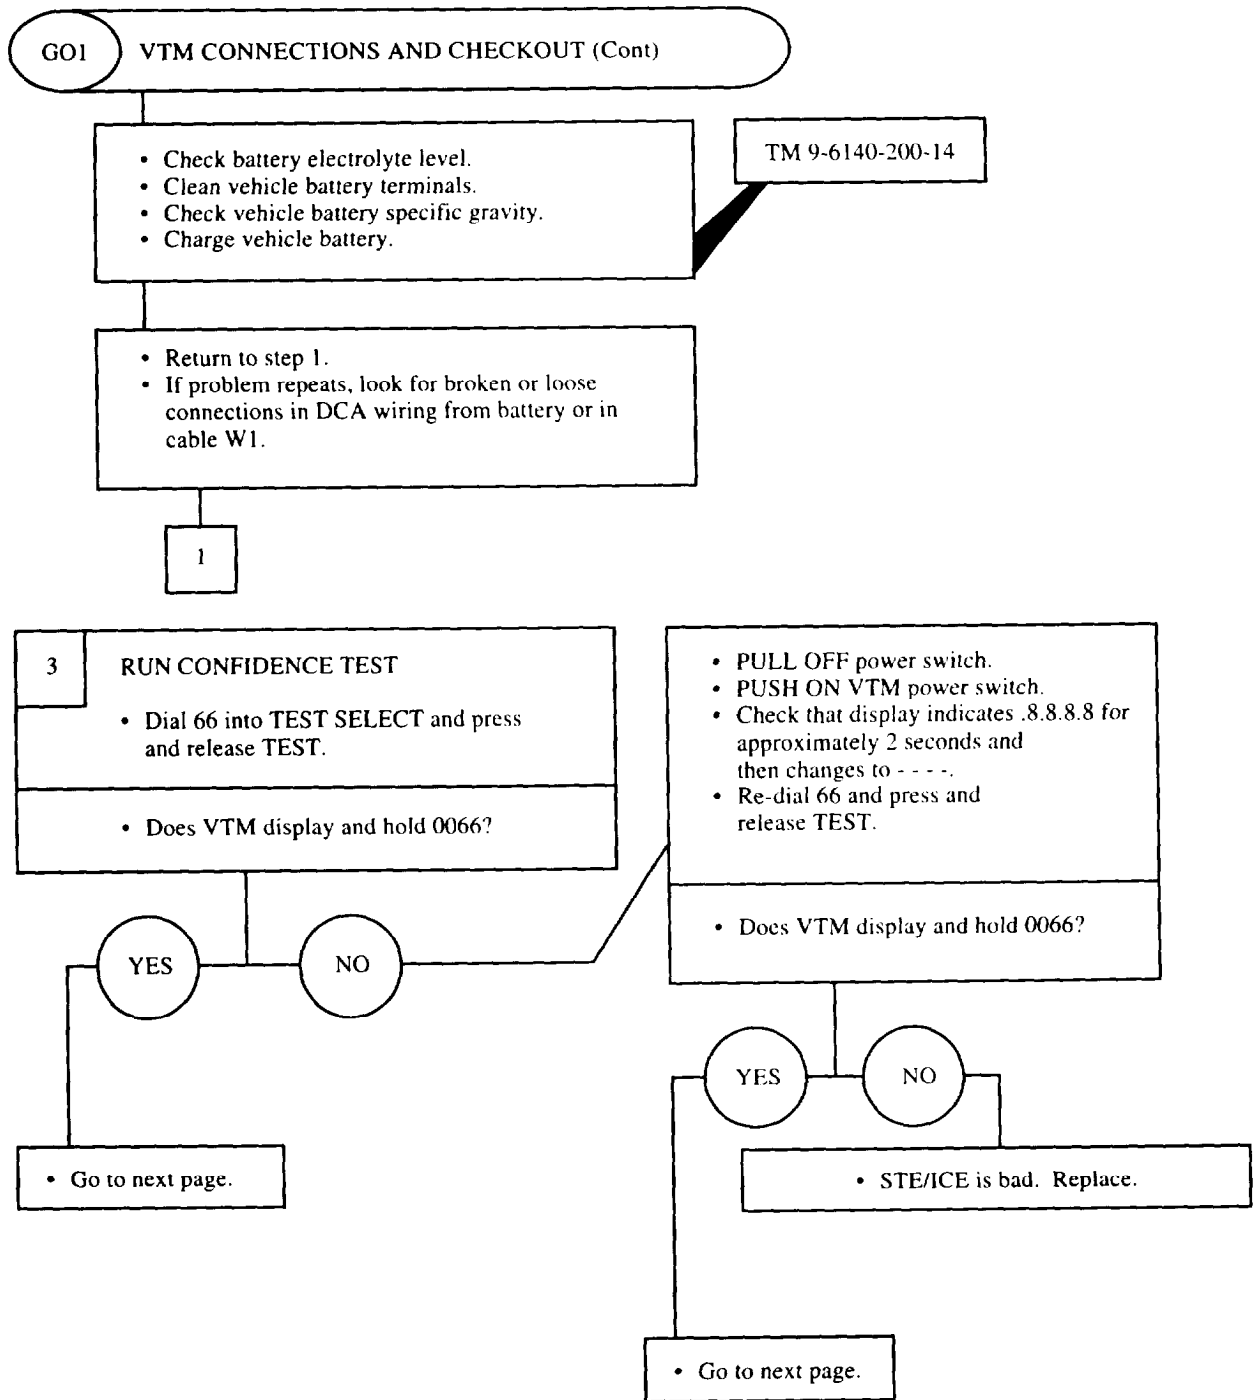 GO1 VTM CONNECTIONS AND CHECKOUT (Cont)
• Check battery electrolyte level.
• Clean vehicle battery terminals.
• Check vehicle battery specific gravity.
• Charge vehicle battery.
TM 9-6140-200-14
• Return to step 1.
• If problem repeats, look for broken or loose
connections in DCA wiring from battery or in
cable W1.
1
3 RUN CONFIDENCE TEST
• Dial 66 into TEST SELECT and press
and release TEST.
• Does VTM display and hold 0066?
YES
NO
• Go to next page.
• PULL OFF power switch.
• PUSH ON VTM power switch.
• Check that display indicates .8.8.8.8 for
approximately 2 seconds and
then changes to - - - -.
• Re-dial 66 and press and
release TEST.
• Does VTM display and hold 0066?
YES
NO
• STE/ICE is bad. Replace.
• Go to next page.